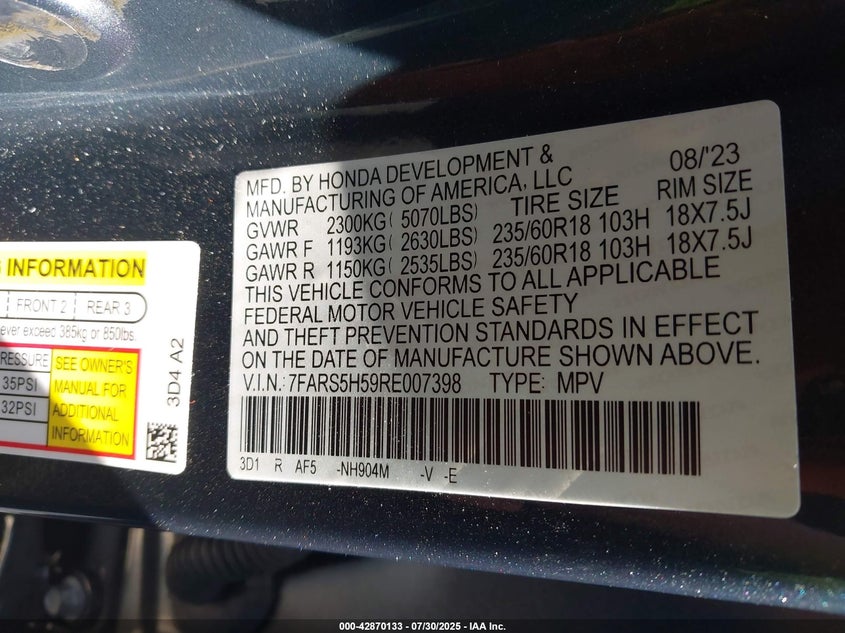 MFD. BY HONDA DEVELOPMENT & 08/'23
MANUFACTURING OF AMERICA, LLC
TIRE SIZE RIM SIZE
GVWR 2300KG( 5070LBS)
GAWR F 1193KG( 2630LBS) 235/60R18 103H 18X7.5J
GAWR R 1150KG( 2535LBS) 235/60R18 103H 18X7.5J
THIS VEHICLE CONFORMS TO ALL APPLICABLE
FEDERAL MOTOR VEHICLE SAFETY
AND THEFT PREVENTION STANDARDS IN EFFECT
ON THE DATE OF MANUFACTURE SHOWN ABOVE.
V.I.N.: 7FARS5H59RE007398 TYPE: MPV
3D1 R AF5 -NH904M -V -E
INFORMATION
FRONT 2 REAR 3
exceed 385kg or 850lbs.
35PSI
32PSI
SEE OWNER'S
MANUAL FOR
ADDITIONAL
INFORMATION
3D4 A2
000-42870133 - 07/30/2025 - IAA Inc.